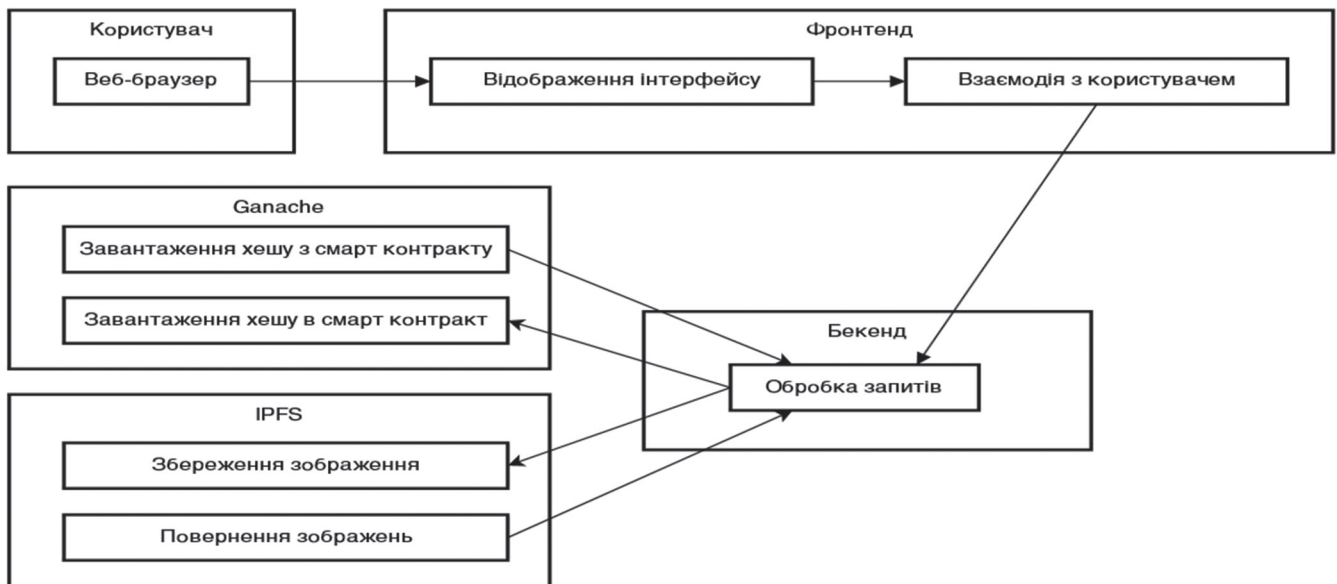 Користувач
Веб-браузер
Фронтенд
Відображення інтерфейсу
Взаємодія з користувачем
Ganache
Завантаження хешу з смарт контракту
Завантаження хешу в смарт контракт
Бекенд
Обробка запитів
IPFS
Збереження зображення
Повернення зображень